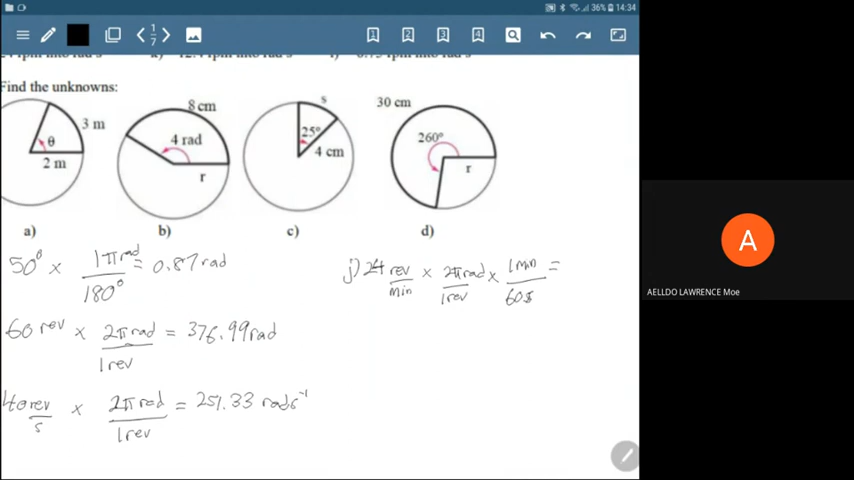 36% 14:34
1
7
Find the unknowns:
8 cm
s
30 cm
3 m
4 rad
25°
260°
θ
4 cm
2 m
r
r
a)
b)
c)
d)
50° × 1π rad / 180° = 0.87 rad
j) 24 rev/min × 2π rad / 1 rev × 1 min / 60 s =
60 rev × 2π rad / 1 rev = 376.99 rad
40 rev/s × 2π rad / 1 rev = 251.33 rads⁻¹
A
AELLDO LAWRENCE Moe